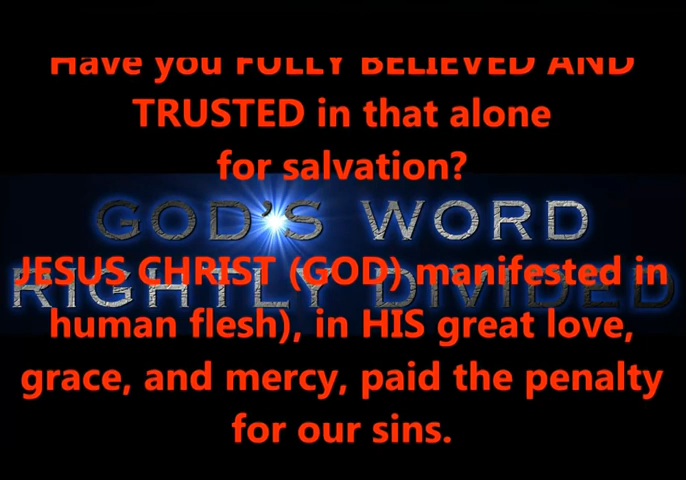 Have you FULLY BELIEVED AND
TRUSTED in that alone
for salvation?
GOD'S WORD
RIGHTLY DIVIDED
JESUS CHRIST (GOD) manifested in
human flesh), in HIS great love,
grace, and mercy, paid the penalty
for our sins.